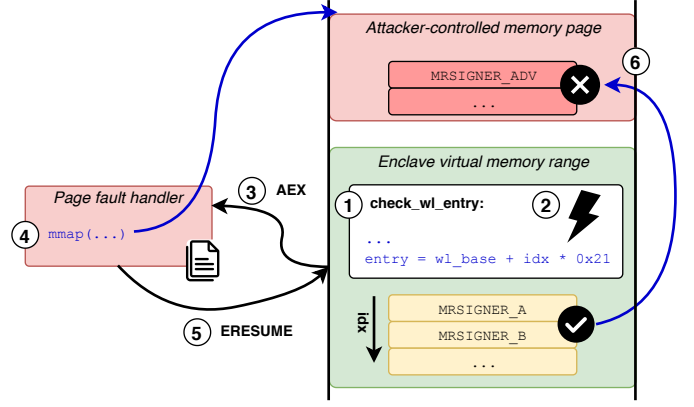 Attacker-controlled memory page
6
MRSIGNER_ADV
...
Enclave virtual memory range
Page fault handler
3 AEX
1 check_wl_entry:
2
4 mmap(...)
...
entry = wl_base + idx * 0x21
5 ERESUME
idx
MRSIGNER_A
MRSIGNER_B
...